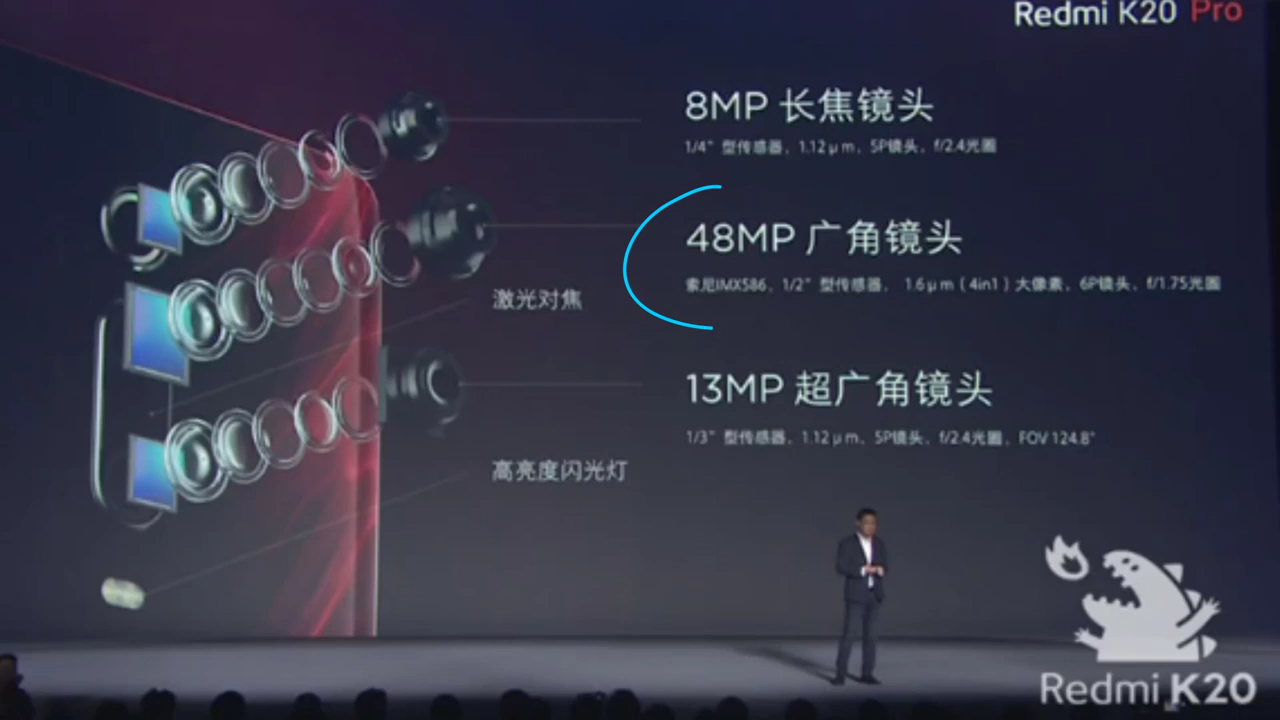 Redmi K20 Pro
8MP 长焦镜头
1/4" 型传感器、1.12μm、5P镜头、f/2.4光圈
48MP 广角镜头
索尼IMX586、1/2" 型传感器、1.6μm（4in1）大像素、6P镜头、f/1.75光圈
激光对焦
13MP 超广角镜头
1/3" 型传感器、1.12μm、5P镜头、f/2.4光圈、FOV 124.8°
高亮度闪光灯
Redmi K20